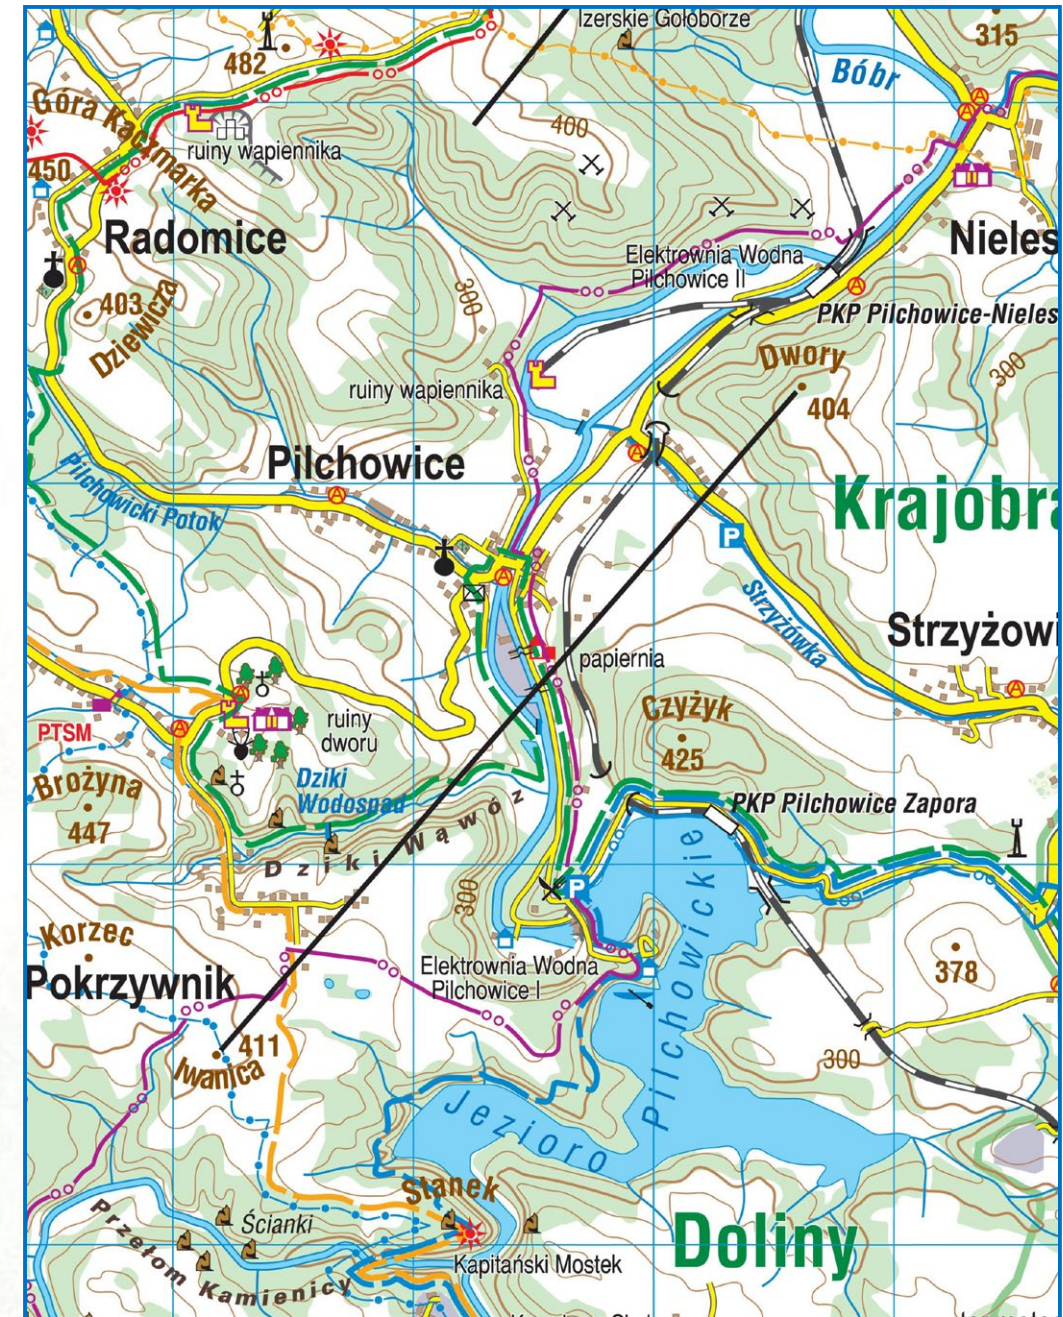 Izerskie Gołoborze
315
482
Bóbr
Góra Kaczmarka
400
ruiny wapiennika
450
Radomice
Nieles
Elektrownia Wodna
Pilchowice II
403
Dziewicza
300
PKP Pilchowice-Nieles
Dwory
300
404
ruiny wapiennika
Pilchowice
Pilchowicki Potok
Krajobra
P
Strzyżówka
Strzyżowi
papiernia
Czyżyk
425
PTSM
ruiny
dworu
Brożyna
447
Dziki
Wodospad
Dziki Wąwóz
PKP Pilchowice Zapora
300
P
Korzec
Pokrzywnik
Elektrownia Wodna
Pilchowice I
378
411
Iwanica
300
Jezioro
Pilchowickie
Stanek
Ścianki
Przełom Kamienicy
Kapitański Mostek
Doliny